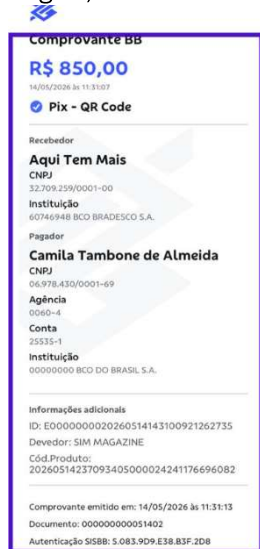 Comprovante BB
R$ 850,00
14/05/2026 às 11:31:07
Pix - QR Code
Recebedor
Aqui Tem Mais
CNPJ
32.709.259/0001-00
Instituição
60746948 BCO BRADESCO S.A.
Pagador
Camila Tambone de Almeida
CNPJ
06.978.430/0001-69
Agência
0060-4
Conta
25535-1
Instituição
00000000 BCO DO BRASIL S.A.
Informações adicionais
ID: E0000000020260514143100921262735
Devedor: SIM MAGAZINE
Cód.Produto:
20260514237093405000024241176696082
Comprovante emitido em: 14/05/2026 às 11:31:13
Documento: 000000000051402
Autenticação SISBB: 5.083.9D9.E38.B3F.2D8